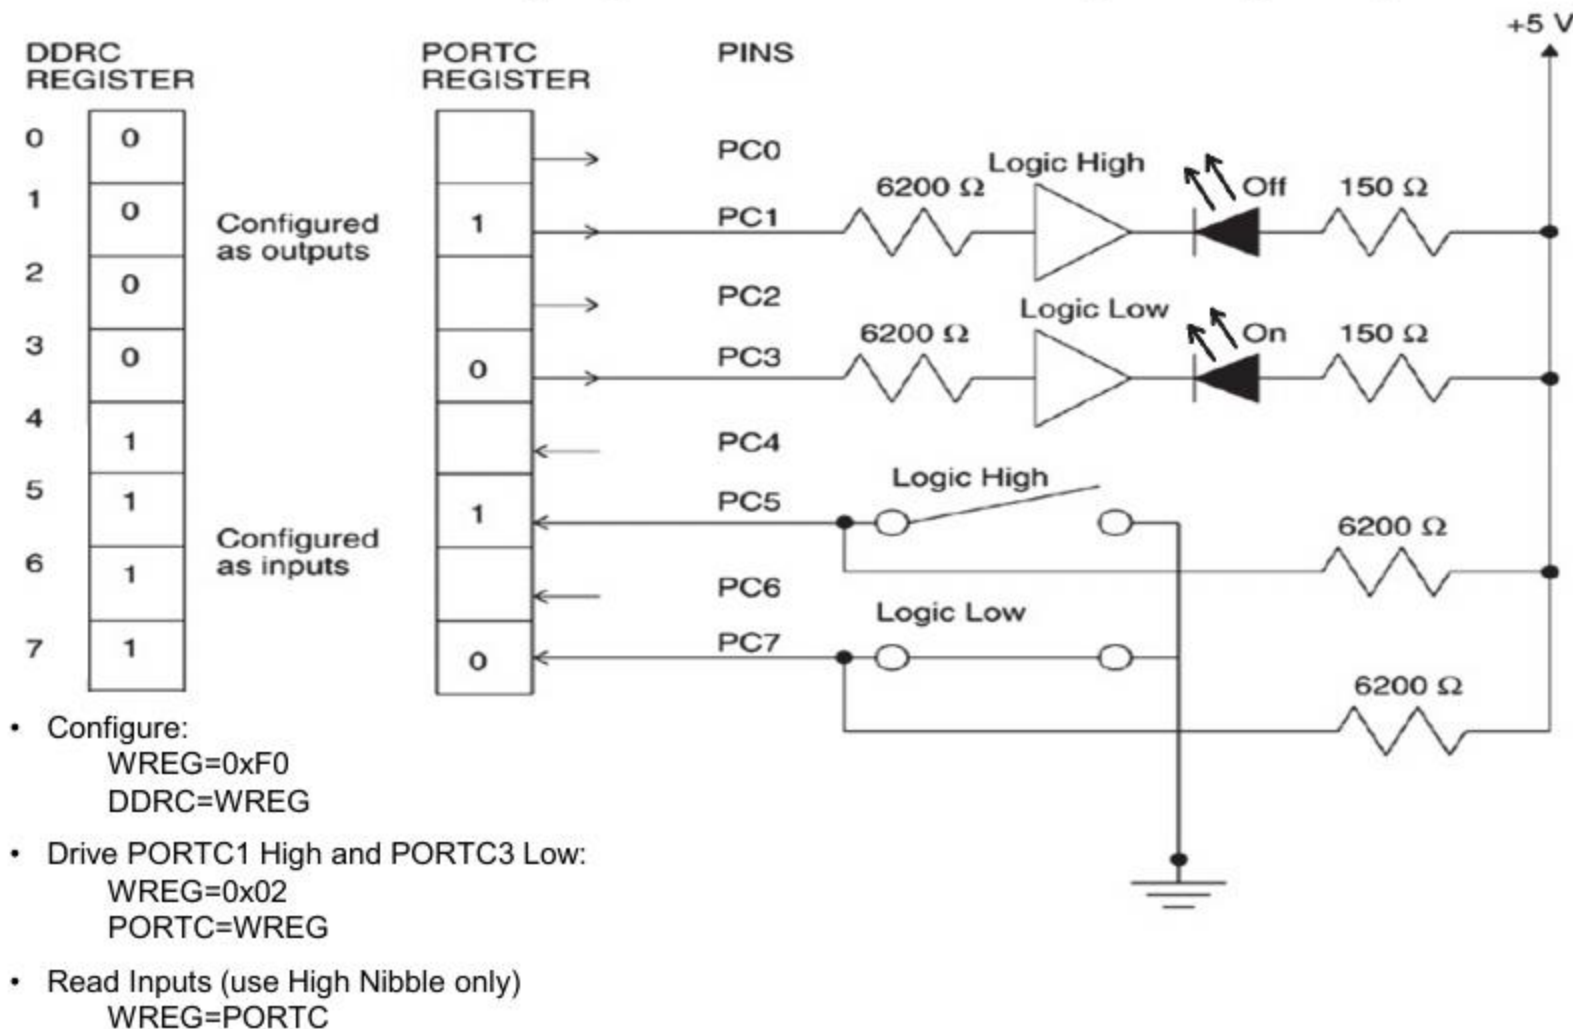 +5 V
DDRC
REGISTER
PORTC
REGISTER
PINS
0 0
1 0
2 0
3 0
4 1
5 1
6 1
7 1
Configured
as outputs
Configured
as inputs
1
0
1
0
PC0
PC1
PC2
PC3
PC4
PC5
PC6
PC7
6200 Ω
Logic High
Off
150 Ω
6200 Ω
Logic Low
On
150 Ω
Logic High
6200 Ω
Logic Low
6200 Ω
• Configure:
WREG=0xF0
DDRC=WREG
• Drive PORTC1 High and PORTC3 Low:
WREG=0x02
PORTC=WREG
• Read Inputs (use High Nibble only)
WREG=PORTC